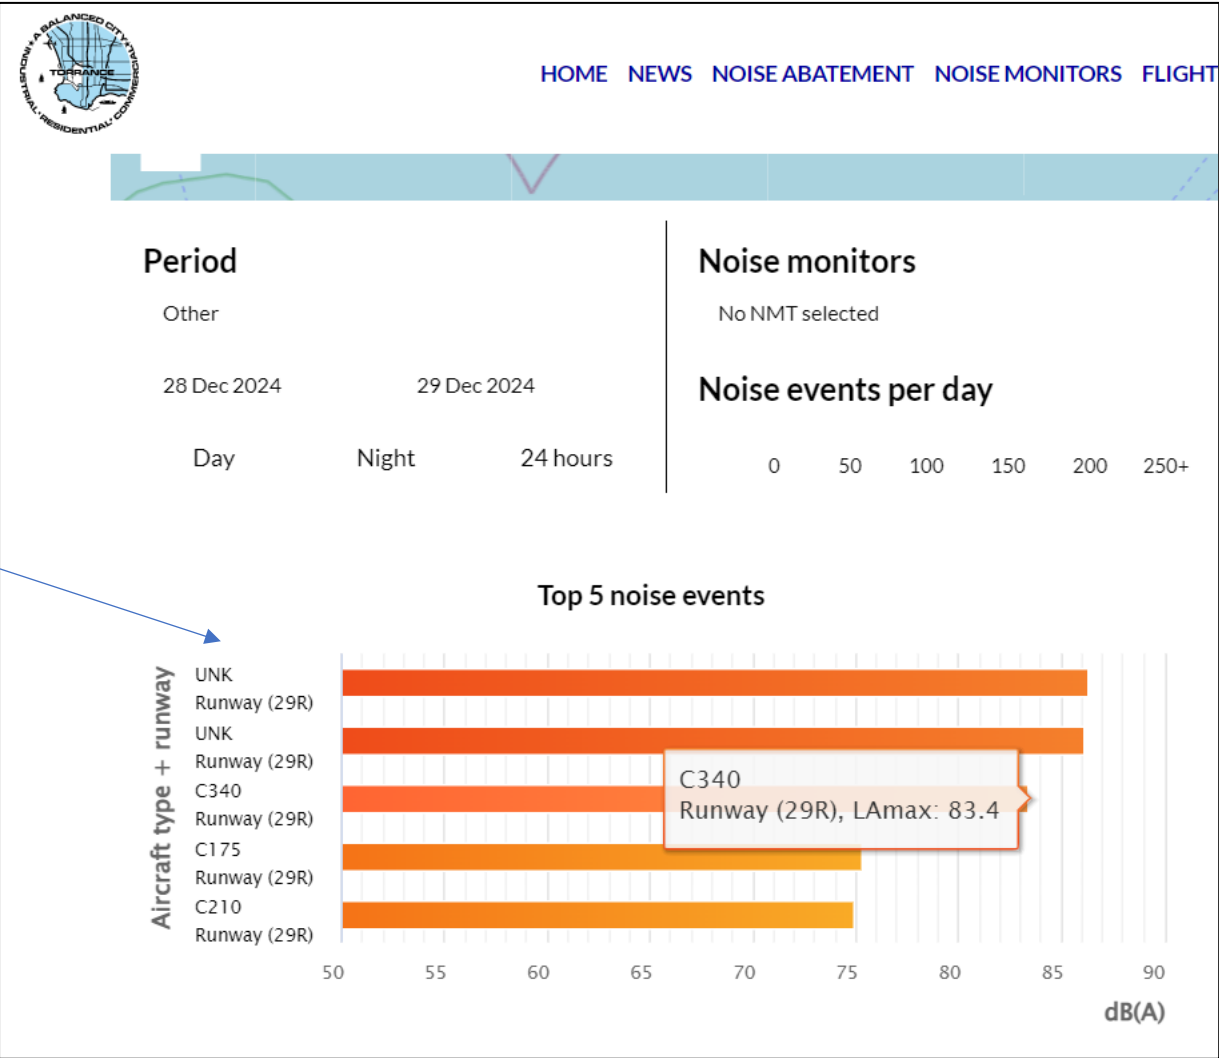 A BALANCED CITY
INDUSTRIAL RESIDENTIAL COMMERCIAL
TORRANCE
HOME NEWS NOISE ABATEMENT NOISE MONITORS FLIGHT
Period
Other
28 Dec 2024 29 Dec 2024
Day Night 24 hours
Noise monitors
No NMT selected
Noise events per day
0 50 100 150 200 250+
Top 5 noise events
Aircraft type + runway
UNK
Runway (29R)
UNK
Runway (29R)
C340
Runway (29R)
C175
Runway (29R)
C210
Runway (29R)
C340
Runway (29R), LAmax: 83.4
50 55 60 65 70 75 80 85 90
dB(A)